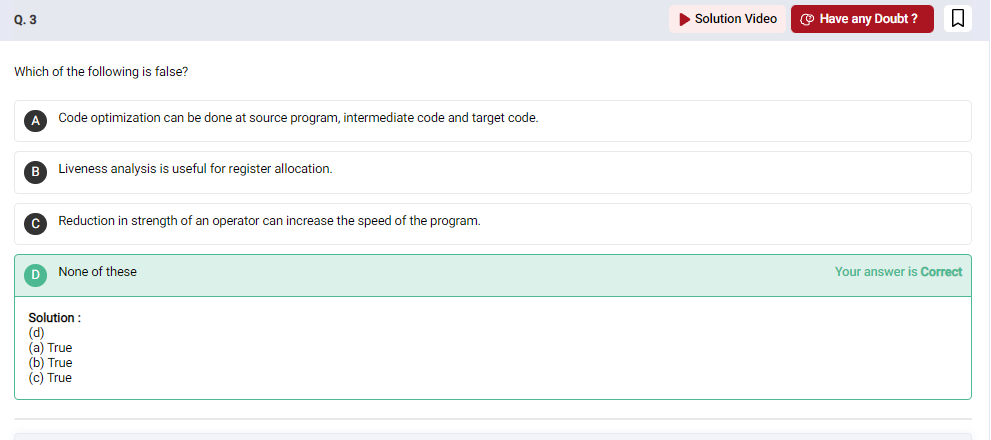 Q. 3
Solution Video
Have any Doubt ?
Which of the following is false?
A
Code optimization can be done at source program, intermediate code and target code.
B
Liveness analysis is useful for register allocation.
C
Reduction in strength of an operator can increase the speed of the program.
D
None of these
Your answer is Correct
Solution :
(d)
(a) True
(b) True
(c) True